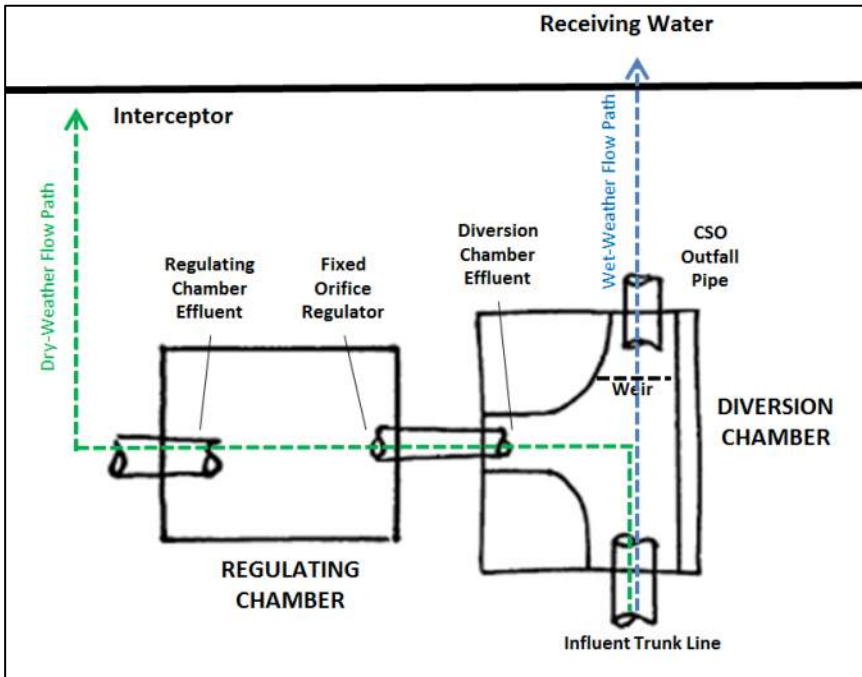 Receiving Water
Interceptor
Dry-Weather Flow Path
Wet-Weather Flow Path
Regulating
Chamber
Effluent
Fixed
Orifice
Regulator
Diversion
Chamber
Effluent
CSO
Outfall
Pipe
Weir
DIVERSION
CHAMBER
REGULATING
CHAMBER
Influent Trunk Line